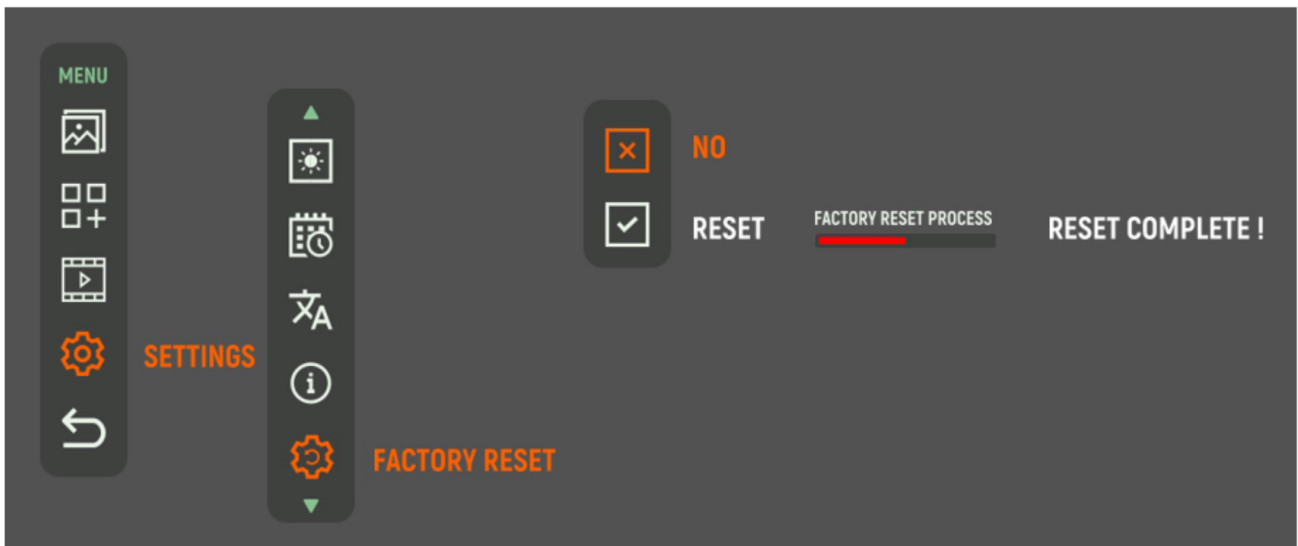 MENU
SETTINGS
FACTORY RESET
NO
RESET
FACTORY RESET PROCESS
RESET COMPLETE !